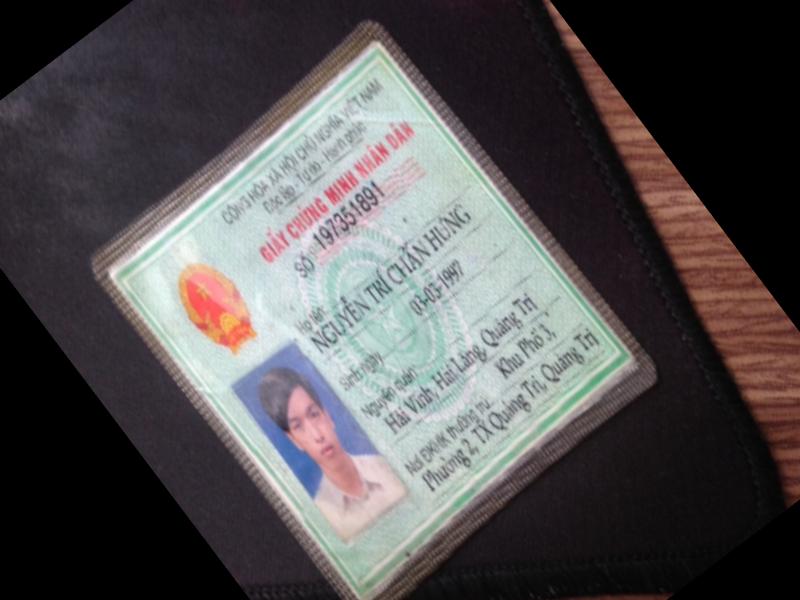 CỘNG HÒA XÃ HỘI CHỦ NGHĨA VIỆT NAM
Độc lập - Tự do - Hạnh phúc
GIẤY CHỨNG MINH NHÂN DÂN
SỐ 197351891
Họ tên
NGUYỄN TRÍ CHẤN HƯNG
Sinh ngày 03-03-1997
Nguyên quán
Hải Vĩnh, Hải Lăng, Quảng Trị
Nơi ĐKHK thường trú Khu Phố 3,
Phường 2, TX Quảng Trị, Quảng Trị